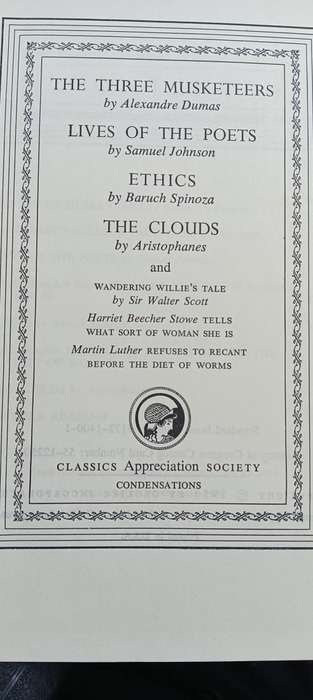 THE THREE MUSKETEERS
by Alexandre Dumas
LIVES OF THE POETS
by Samuel Johnson
ETHICS
by Baruch Spinoza
THE CLOUDS
by Aristophanes
and
WANDERING WILLIE'S TALE
by Sir Walter Scott
Harriet Beecher Stowe TELLS
WHAT SORT OF WOMAN SHE IS
Martin Luther REFUSES TO RECANT
BEFORE THE DIET OF WORMS
CLASSICS Appreciation SOCIETY
CONDENSATIONS